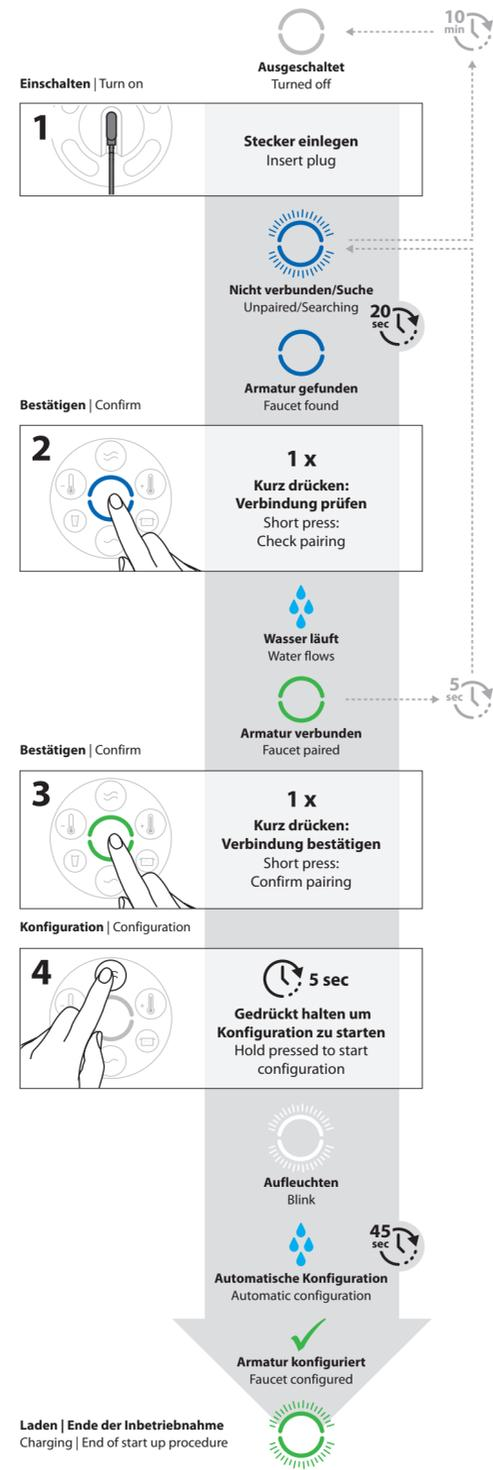 10
min
Ausgeschaltet
Turned off
Einschalten | Turn on
1
Stecker einlegen
Insert plug
Nicht verbunden/Suche
Unpaired/Searching
20
sec
Armatur gefunden
Faucet found
Bestätigen | Confirm
2
1 x
Kurz drücken:
Verbindung prüfen
Short press:
Check pairing
Wasser läuft
Water flows
5
sec
Armatur verbunden
Faucet paired
Bestätigen | Confirm
3
1 x
Kurz drücken:
Verbindung bestätigen
Short press:
Confirm pairing
Konfiguration | Configuration
4
5 sec
Gedrückt halten um
Konfiguration zu starten
Hold pressed to start
configuration
Aufleuchten
Blink
45
sec
Automatische Konfiguration
Automatic configuration
Armatur konfiguriert
Faucet configured
Laden | Ende der Inbetriebnahme
Charging | End of start up procedure